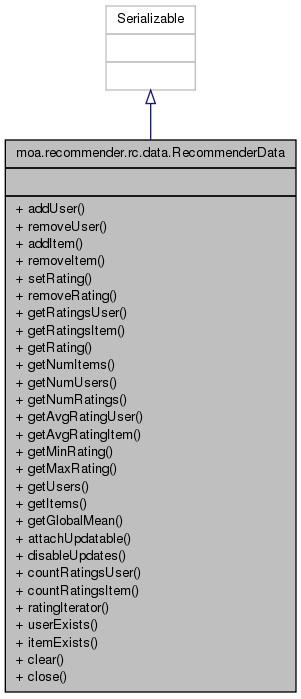 Serializable
moa.recommender.rc.data.RecommenderData
+ addUser()
+ removeUser()
+ addItem()
+ removeItem()
+ setRating()
+ removeRating()
+ getRatingsUser()
+ getRatingsItem()
+ getRating()
+ getNumItems()
+ getNumUsers()
+ getNumRatings()
+ getAvgRatingUser()
+ getAvgRatingItem()
+ getMinRating()
+ getMaxRating()
+ getUsers()
+ getItems()
+ getGlobalMean()
+ attachUpdatable()
+ disableUpdates()
+ countRatingsUser()
+ countRatingsItem()
+ ratingIterator()
+ userExists()
+ itemExists()
+ clear()
+ close()